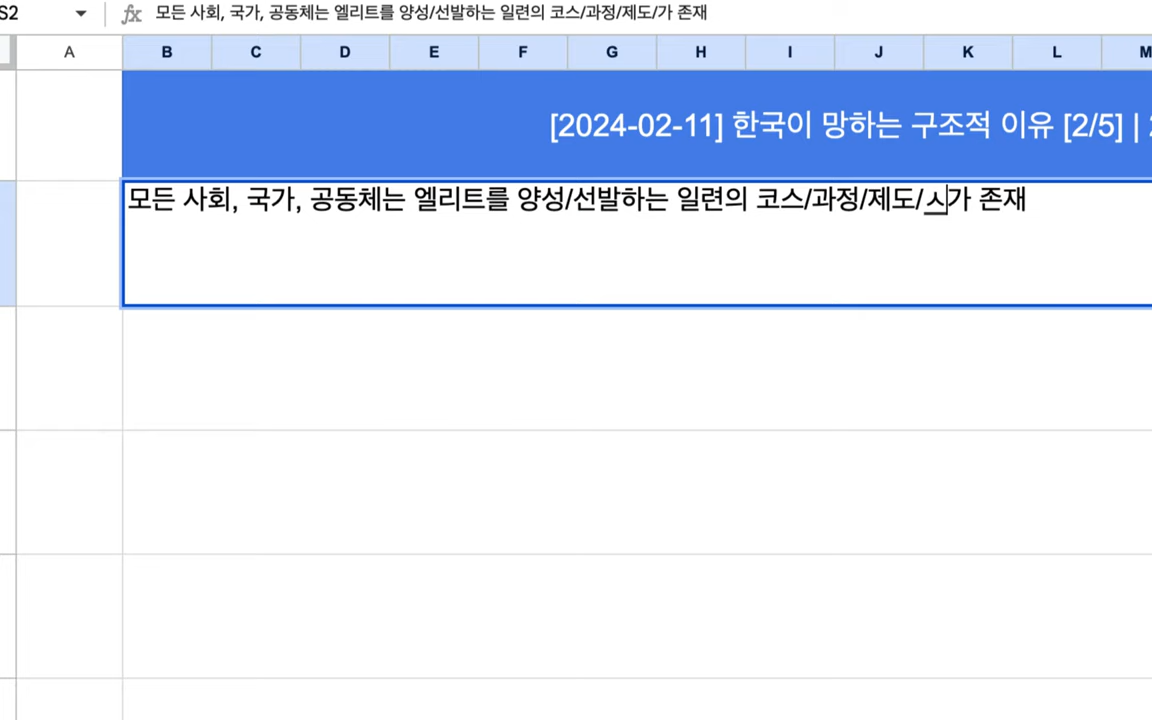 S2 fx 모든 사회, 국가, 공동체는 엘리트를 양성/선발하는 일련의 코스/과정/제도/가 존재
A B C D E F G H I J K L M
[2024-02-11] 한국이 망하는 구조적 이유 [2/5] |
모든 사회, 국가, 공동체는 엘리트를 양성/선발하는 일련의 코스/과정/제도/ㅅ가 존재